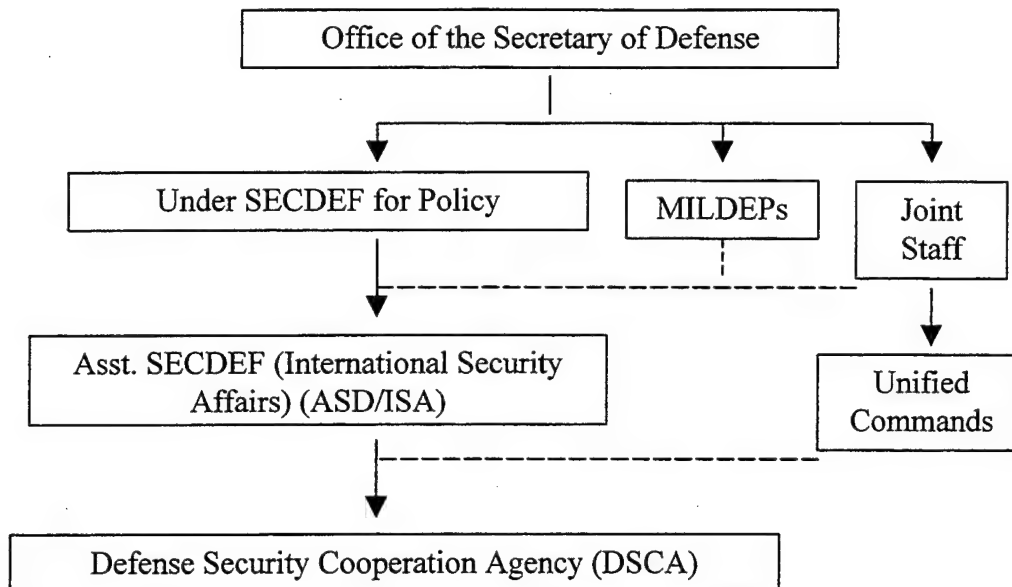 Office of the Secretary of Defense
Under SECDEF for Policy
MILDEPs
Joint
Staff
Asst. SECDEF (International Security
Affairs) (ASD/ISA)
Unified
Commands
Defense Security Cooperation Agency (DSCA)